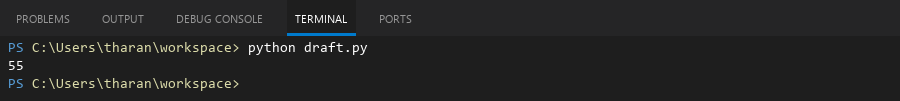 PROBLEMS OUTPUT DEBUG CONSOLE TERMINAL PORTS
PS C:\Users\tharan\workspace> python draft.py
55
PS C:\Users\tharan\workspace>